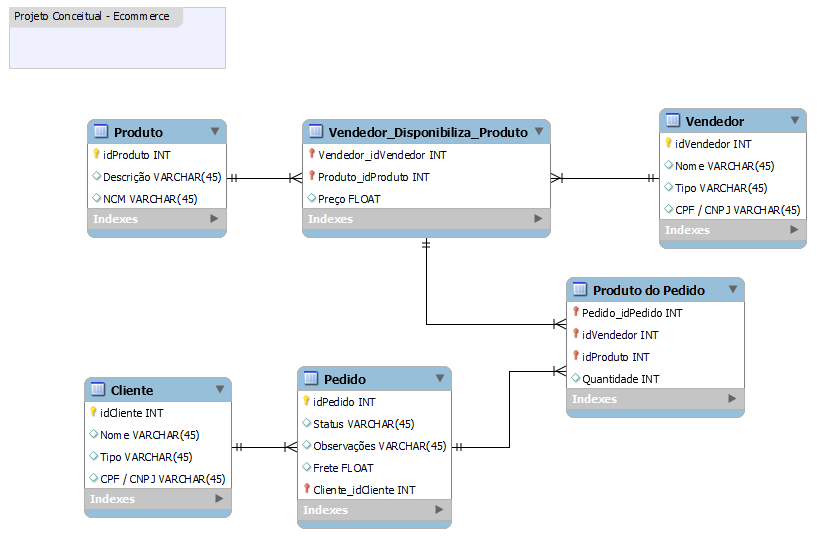 Projeto Conceitual - Ecommerce
Produto
idProduto INT
Descrição VARCHAR(45)
NCM VARCHAR(45)
Indexes
Vendedor_Disponibiliza_Produto
Vendedor_idVendedor INT
Produto_idProduto INT
Preço FLOAT
Indexes
Vendedor
idVendedor INT
Nome VARCHAR(45)
Tipo VARCHAR(45)
CPF / CNPJ VARCHAR(45)
Indexes
Produto do Pedido
Pedido_idPedido INT
idVendedor INT
idProduto INT
Quantidade INT
Indexes
Cliente
idCliente INT
Nome VARCHAR(45)
Tipo VARCHAR(45)
CPF / CNPJ VARCHAR(45)
Indexes
Pedido
idPedido INT
Status VARCHAR(45)
Observações VARCHAR(45)
Frete FLOAT
Cliente_idCliente INT
Indexes